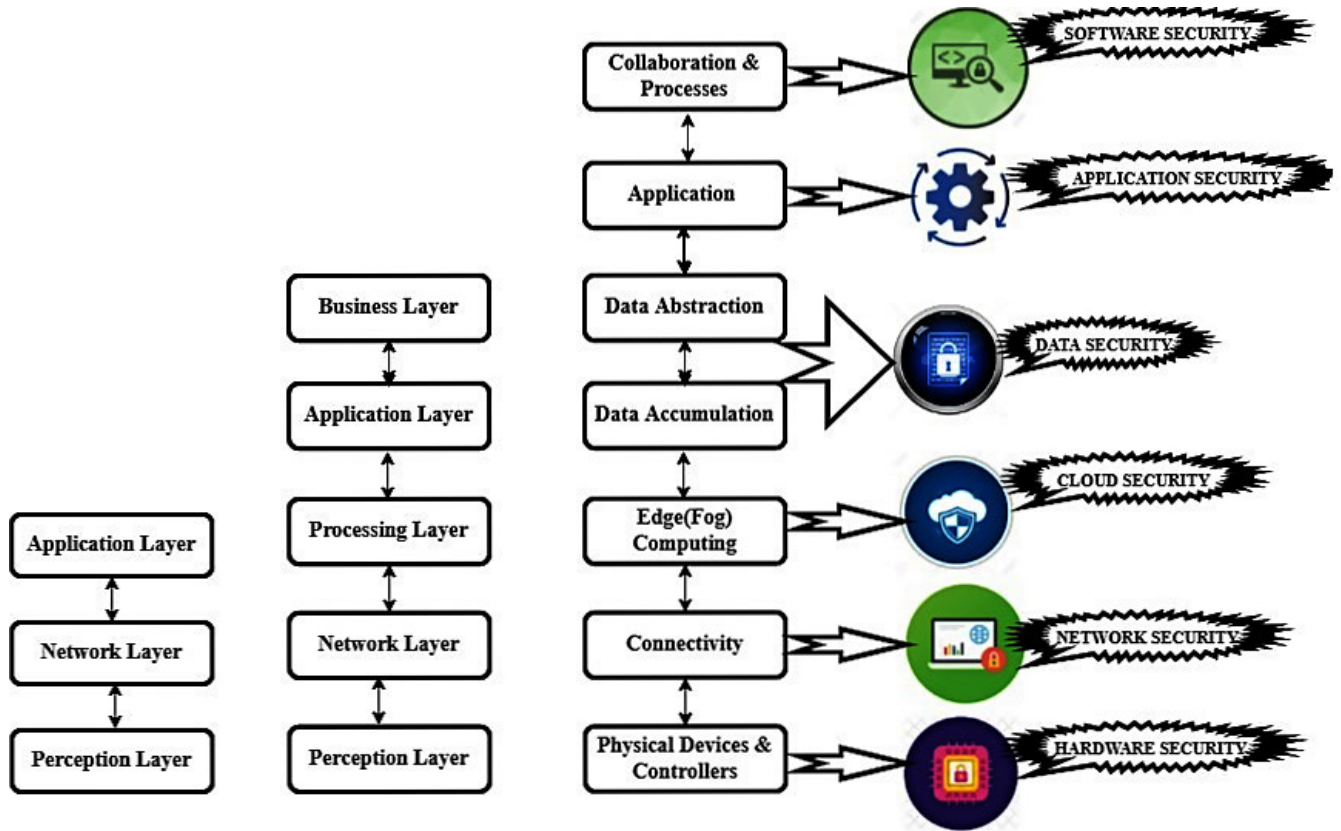 Application Layer
Network Layer
Perception Layer
Business Layer
Application Layer
Processing Layer
Network Layer
Perception Layer
Collaboration &
Processes
Application
Data Abstraction
Data Accumulation
Edge(Fog)
Computing
Connectivity
Physical Devices &
Controllers
SOFTWARE SECURITY
APPLICATION SECURITY
DATA SECURITY
CLOUD SECURITY
NETWORK SECURITY
HARDWARE SECURITY